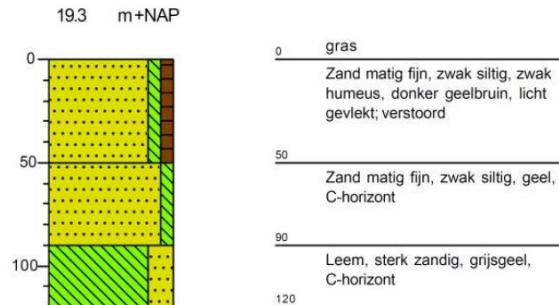 19.3 m+NAP
0
50
100
0 gras
Zand matig fijn, zwak siltig, zwak
humeus, donker geelbruin, licht
gevlekt; verstoord
50
Zand matig fijn, zwak siltig, geel,
C-horizont
90
Leem, sterk zandig, grijsgeel,
C-horizont
120